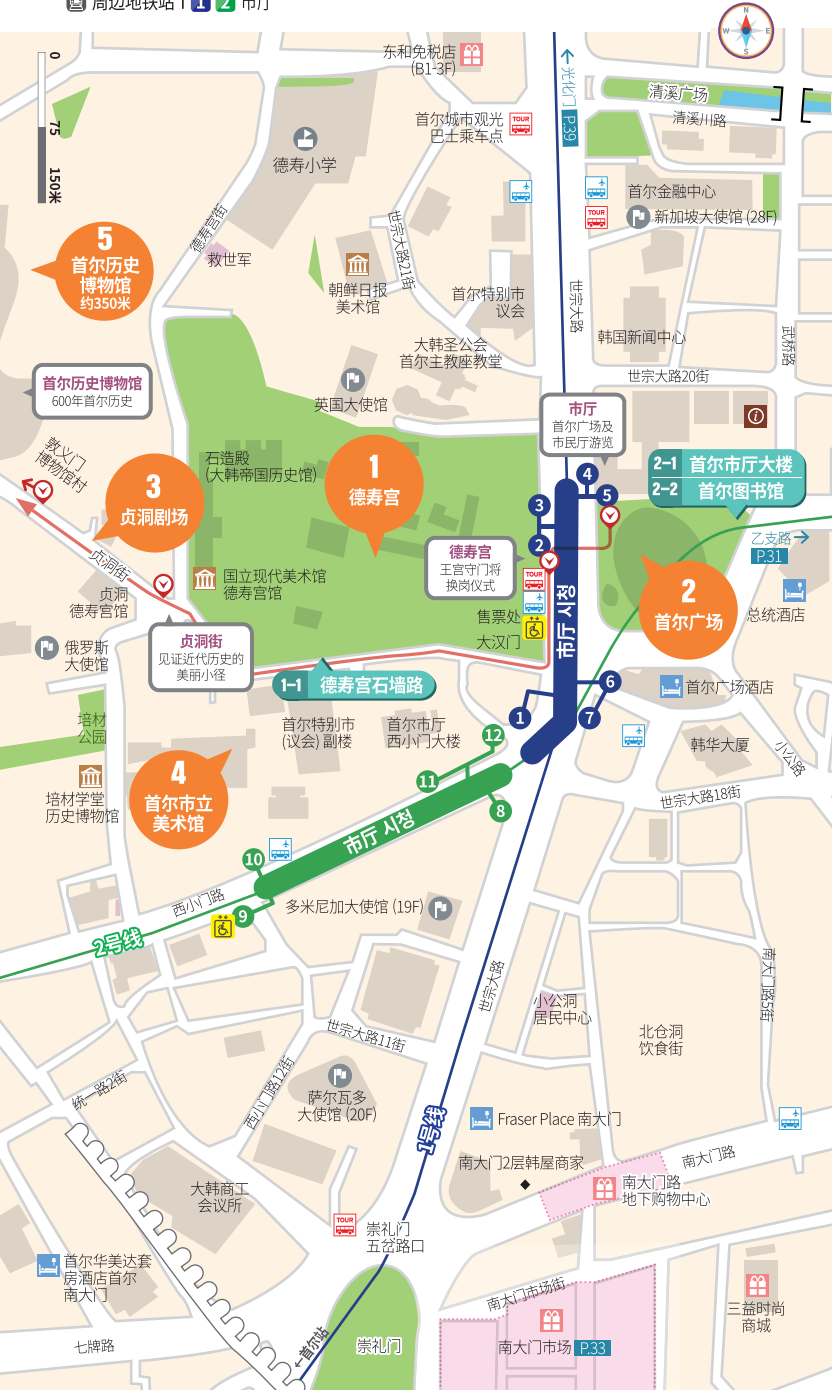 周边地铁站 | 1 2 市厅
N
W
E
S
东和免税店
(B1-3F)
光化门 P.39
清溪广场
清溪川路
0
75
150米
首尔城市观光
巴士乘车点
TOUR
德寿小学
首尔金融中心
TOUR
新加坡大使馆 (28F)
德寿宫街
世宗大路21街
救世军
5
首尔历史
博物馆
约350米
朝鲜日报
美术馆
首尔特别市
议会
世宗大路
武桥路
韩国新闻中心
大韩圣公会
首尔主教座教堂
世宗大路20街
首尔历史博物馆
600年首尔历史
英国大使馆
市厅
首尔广场及
市民厅游览
i
敦义门
博物馆村
石造殿
(大韩帝国历史馆)
1
德寿宫
3
贞洞剧场
4
5
3
2
2-1 首尔市厅大楼
2-2 首尔图书馆
乙支路
P.31
贞洞街
德寿宫
王宫守门将
换岗仪式
TOUR
国立现代美术馆
德寿宫馆
贞洞
德寿宫馆
售票处
大汉门
市厅 시청
2
首尔广场
总统酒店
俄罗斯
大使馆
贞洞街
见证近代历史的
美丽小径
1-1 德寿宫石墙路
6
首尔广场酒店
1
7
培材
公园
首尔特别市
(议会) 副楼
首尔市厅
西小门大楼
12
韩华大厦
小公路
4
首尔市立
美术馆
11
培材学堂
历史博物馆
8
世宗大路18街
市厅 시청
10
西小门路
9
多米尼加大使馆 (19F)
2号线
世宗大路
南大门路5街
小公洞
居民中心
北仓洞
饮食街
世宗大路11街
西小门路12街
统一路2街
萨尔瓦多
大使馆 (20F)
1号线
Fraser Place 南大门
南大门2层韩屋商家
南大门路
南大门路
地下购物中心
大韩商工
会议所
TOUR
崇礼门
五岔路口
首尔华美达套
房酒店首尔
南大门
南大门市场街
三益时尚
商城
七牌路
←首尔站
崇礼门
南大门市场 P.33